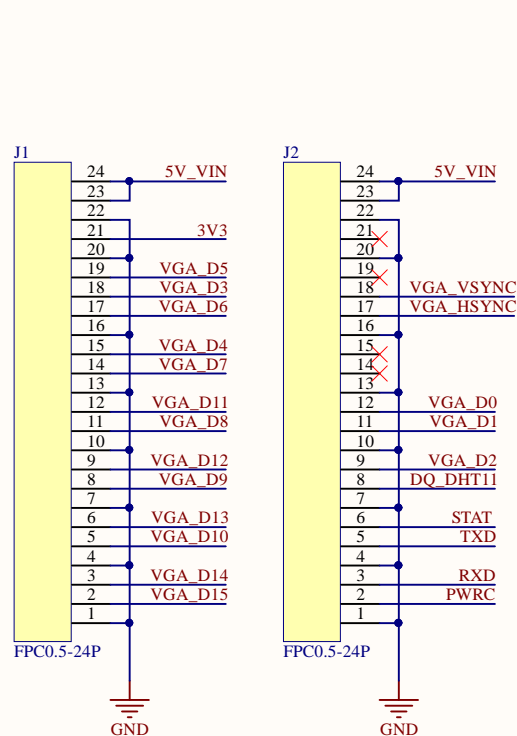 J1 J2
24 5V_VIN 24 5V_VIN
23 23
22 22
21 3V3 21
20 20
19 VGA_D5 19
18 VGA_D3 18 VGA_VSYNC
17 VGA_D6 17 VGA_HSYNC
16 16
15 VGA_D4 15
14 VGA_D7 14
13 13
12 VGA_D11 12 VGA_D0
11 VGA_D8 11 VGA_D1
10 10
9 VGA_D12 9 VGA_D2
8 VGA_D9 8 DQ_DHT11
7 7
6 VGA_D13 6 STAT
5 VGA_D10 5 TXD
4 4
3 VGA_D14 3 RXD
2 VGA_D15 2 PWRC
1 1
FPC0.5-24P FPC0.5-24P
GND GND